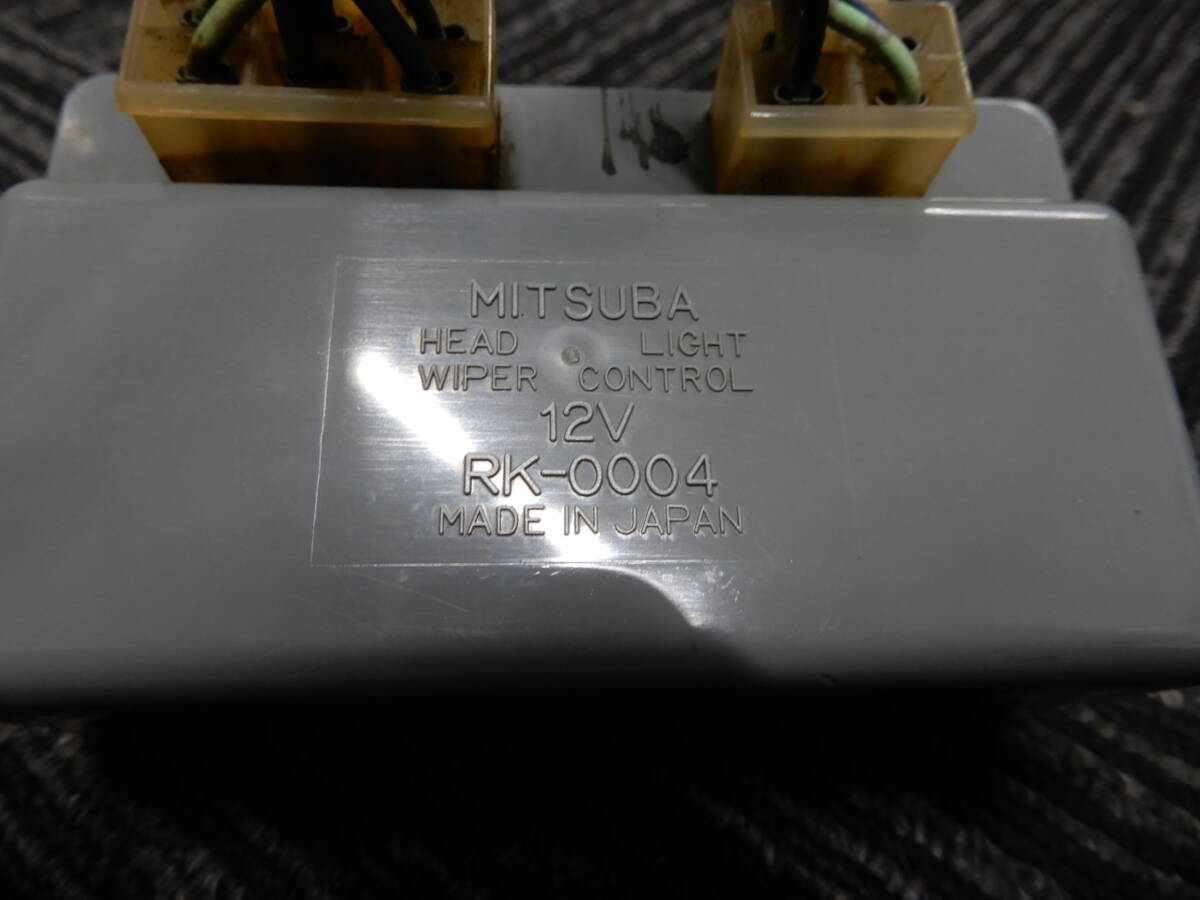 MITSUBA
HEAD LIGHT
WIPER CONTROL
12V
RK-0004
MADE IN JAPAN